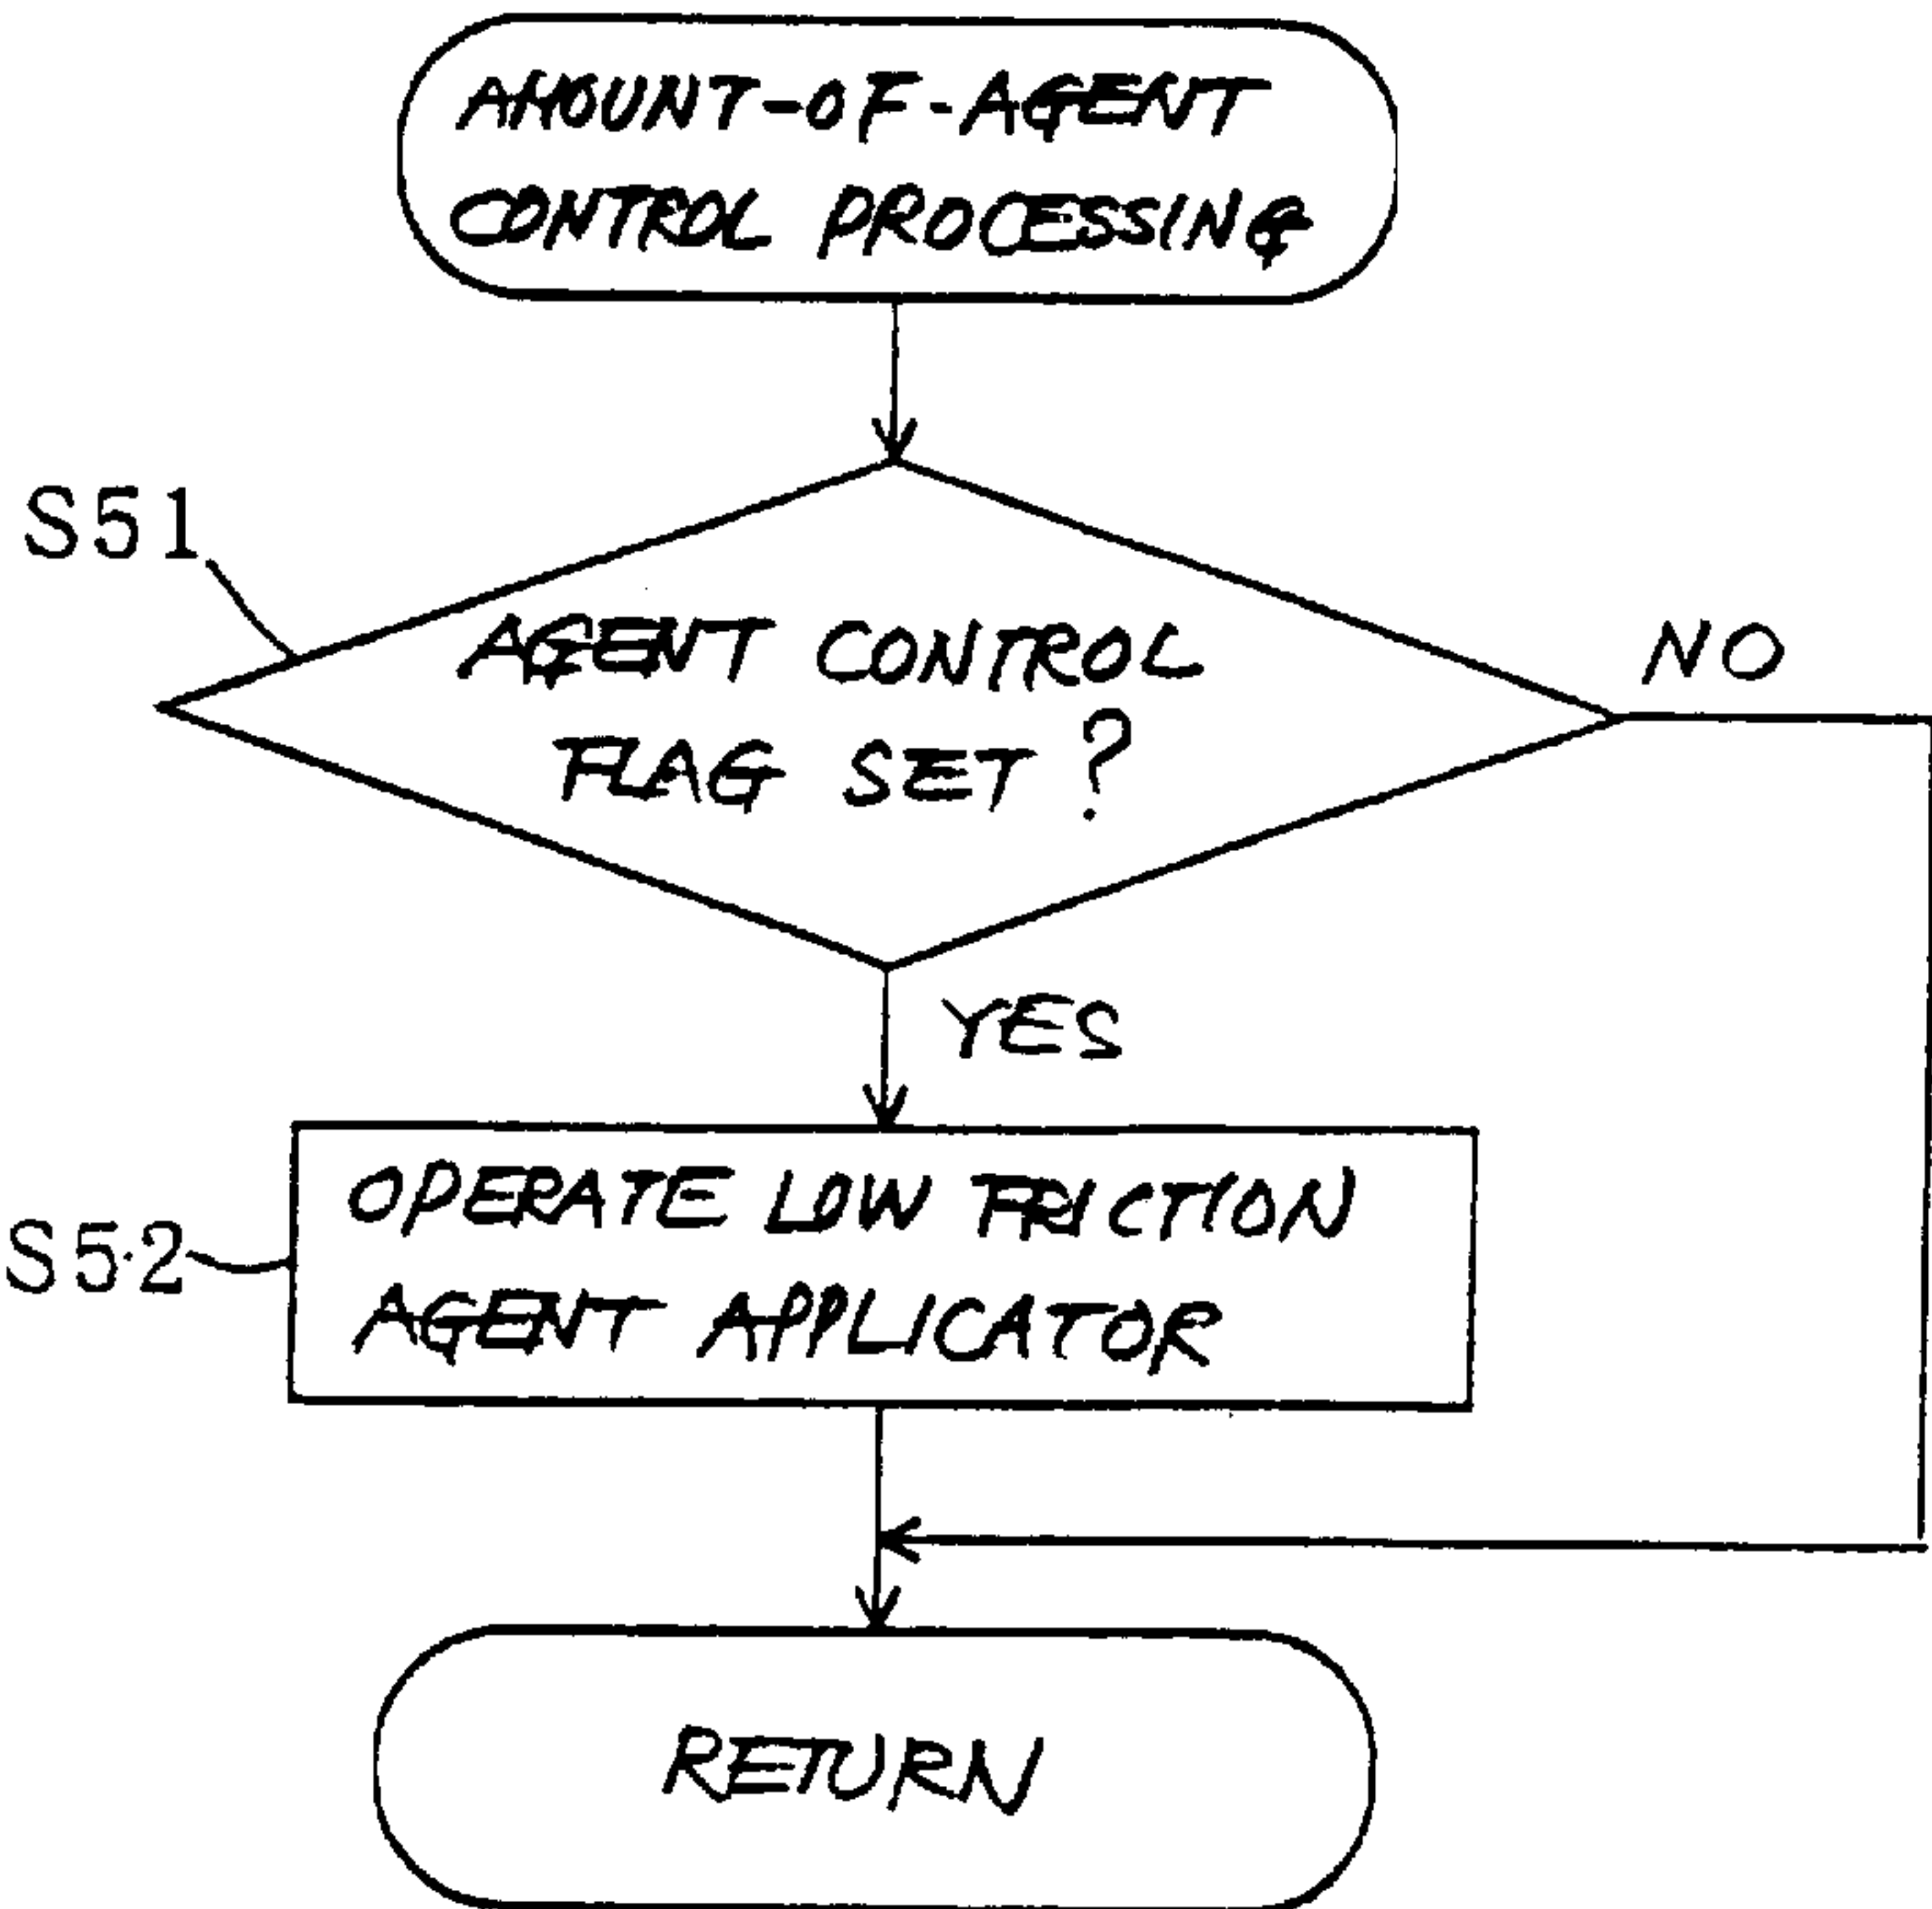 AMOUNT-OF-AGENT
CONTROL PROCESSING
S51
AGENT CONTROL
FLAG SET ?
NO
YES
S52
OPERATE LOW FRICTION
AGENT APPLICATOR
RETURN